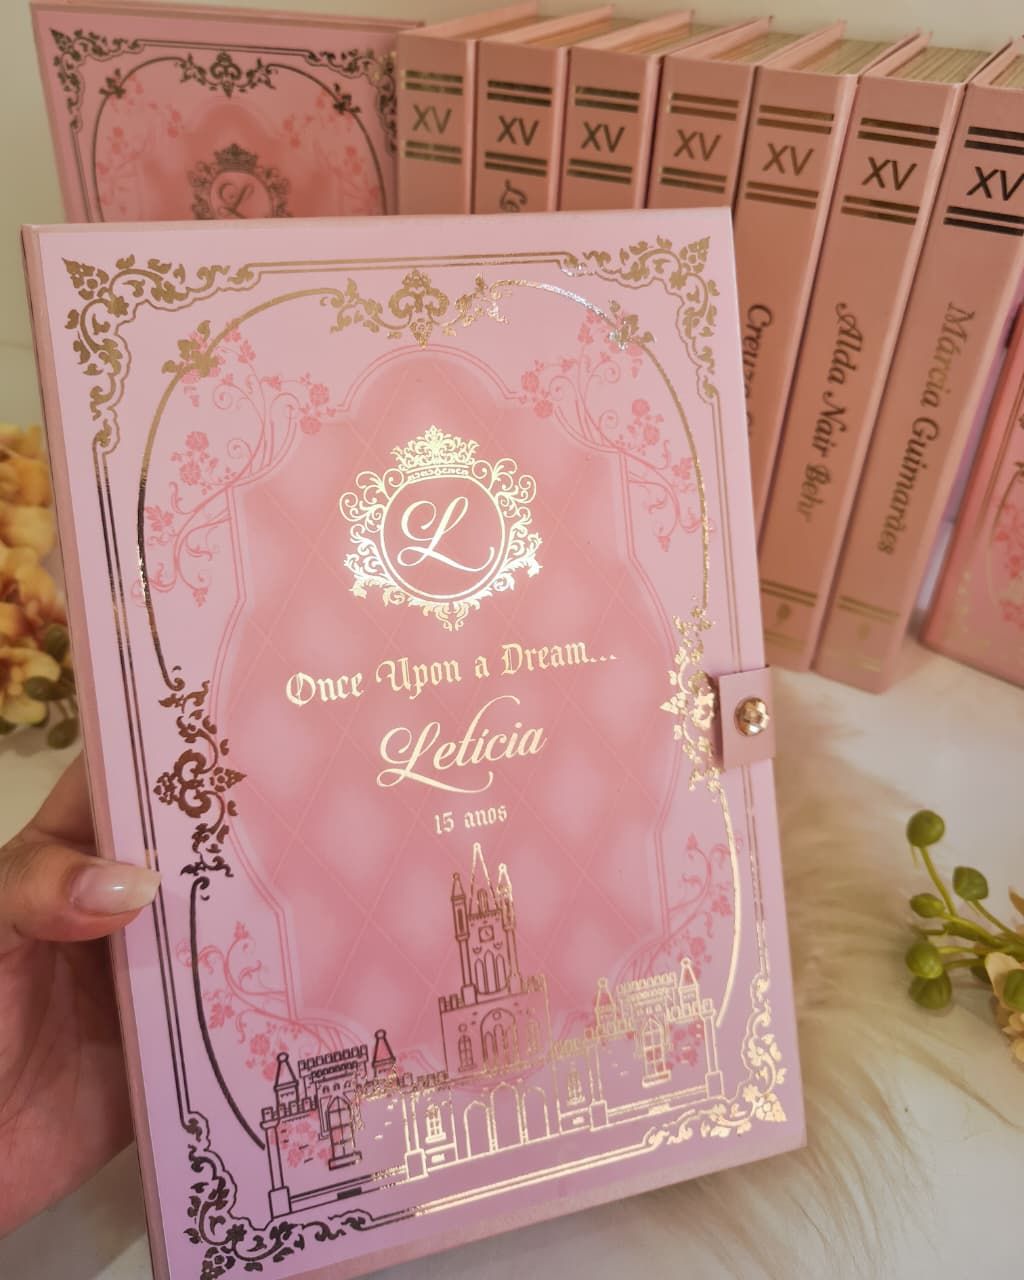 L
XV
XV
XV
XV
XV
XV
XV
Alda Nair Behr
Márcia Guimarães
L
Once Upon a Dream...
Letícia
15 anos